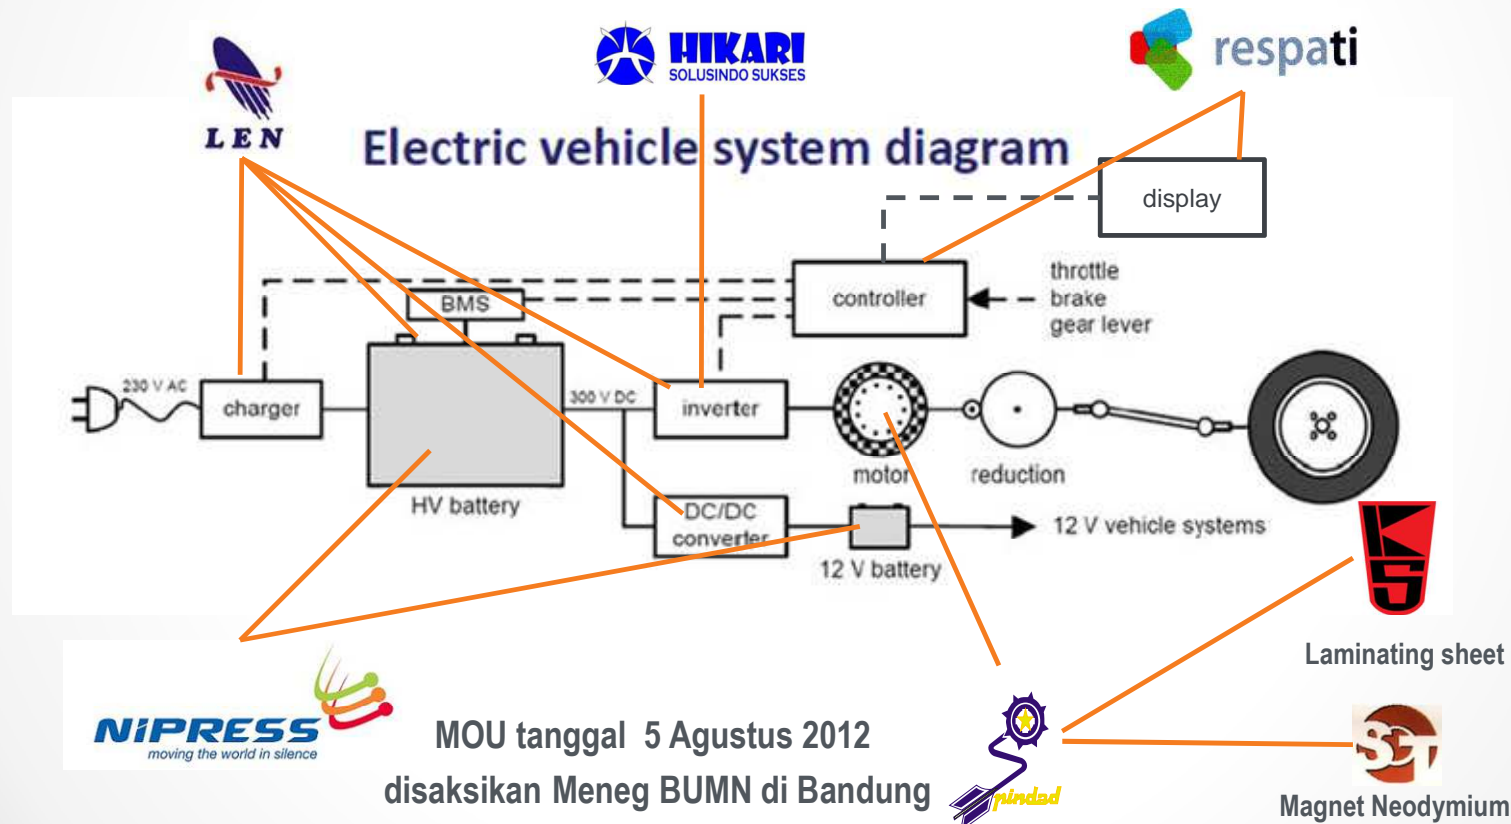 LEN
HIKARI
SOLUSINDO SUKSES
respati
Electric vehicle system diagram
display
throttle
brake
gear lever
controller
BMS
230 V AC
charger
300 V DC
inverter
motor
reduction
HV battery
DC/DC
converter
12 V battery
12 V vehicle systems
KS
Laminating sheet
NiPRESS
moving the world in silence
MOU tanggal 5 Agustus 2012
disaksikan Meneg BUMN di Bandung
pindad
SGT
Magnet Neodymium